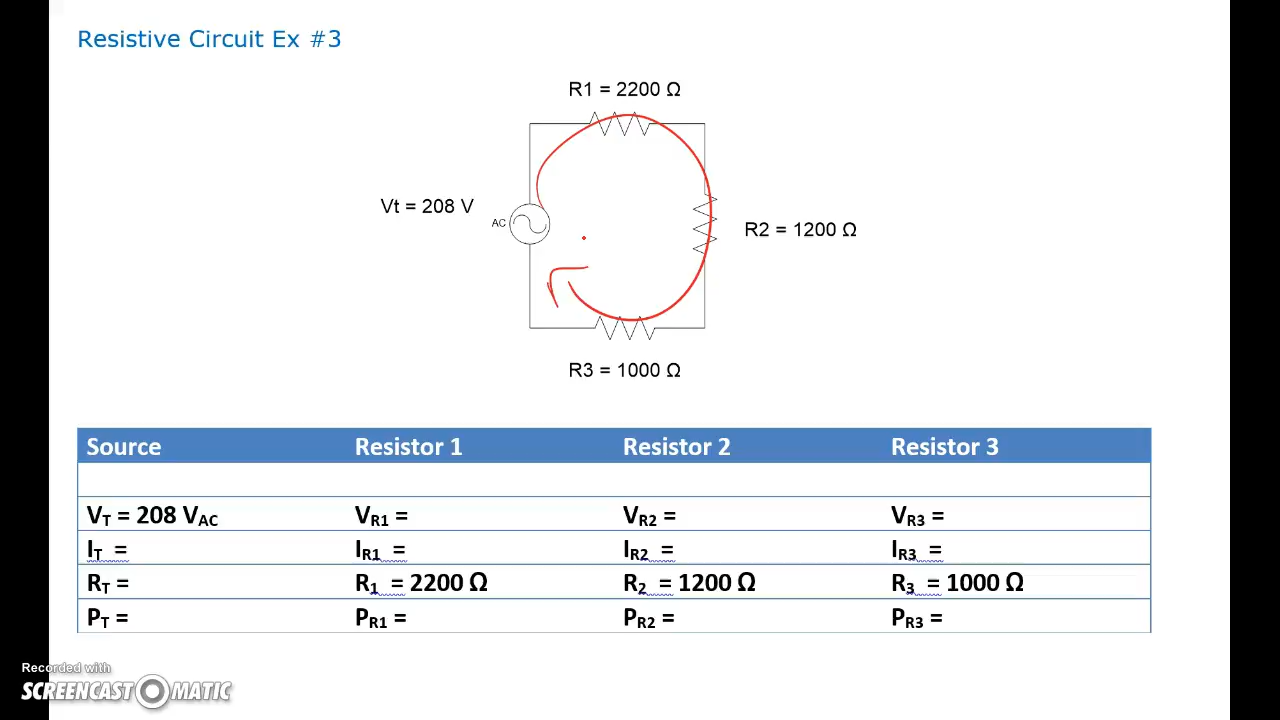 Resistive Circuit Ex #3
R1 = 2200 Ω
Vt = 208 V
AC
R2 = 1200 Ω
R3 = 1000 Ω
Source Resistor 1 Resistor 2 Resistor 3
VT = 208 VAC VR1 = VR2 = VR3 =
IT = IR1 = IR2 = IR3 =
RT = R1 = 2200 Ω R2 = 1200 Ω R3 = 1000 Ω
PT = PR1 = PR2 = PR3 =
Recorded with
SCREENCAST MATIC